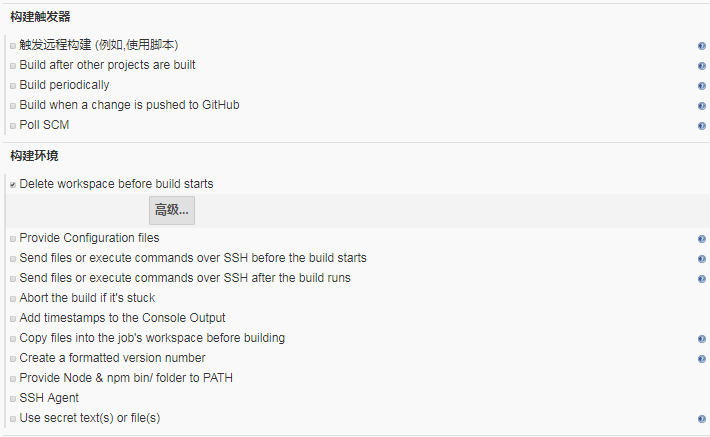 构建触发器
触发远程构建 (例如,使用脚本)
Build after other projects are built
Build periodically
Build when a change is pushed to GitHub
Poll SCM
构建环境
Delete workspace before build starts
高级...
Provide Configuration files
Send files or execute commands over SSH before the build starts
Send files or execute commands over SSH after the build runs
Abort the build if it's stuck
Add timestamps to the Console Output
Copy files into the job's workspace before building
Create a formatted version number
Provide Node & npm bin/ folder to PATH
SSH Agent
Use secret text(s) or file(s)